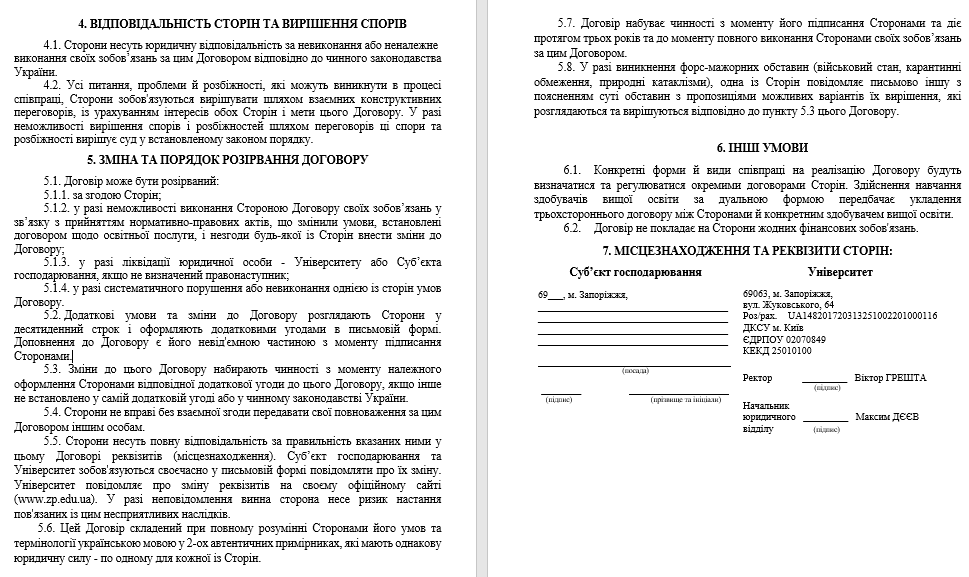 4. ВІДПОВІДАЛЬНІСТЬ СТОРІН ТА ВИРІШЕННЯ СПОРІВ
4.1. Сторони несуть юридичну відповідальність за невиконання або неналежне
виконання своїх зобов'язань за цим Договором відповідно до чинного законодавства
України.
4.2. Усі питання, проблеми й розбіжності, які можуть виникнути в процесі
співпраці, Сторони зобов'язуються вирішувати шляхом взаємних конструктивних
переговорів, із урахуванням інтересів обох Сторін і мети цього Договору. У разі
неможливості вирішення спорів і розбіжностей шляхом переговорів ці спори та
розбіжності вирішує суд у встановленому законом порядку.
5. ЗМІНА ТА ПОРЯДОК РОЗІРВАННЯ ДОГОВОРУ
5.1. Договір може бути розірваний:
5.1.1. за згодою Сторін;
5.1.2. у разі неможливості виконання Стороною Договору своїх зобов'язань у
зв'язку з прийняттям нормативно-правових актів, що змінили умови, встановлені
договором щодо освітньої послуги, і незгоди будь-якої із Сторін внести зміни до
Договору;
5.1.3. у разі ліквідації юридичної особи - Університету або Суб'єкта
господарювання, якщо не визначений правонаступник;
5.1.4. у разі систематичного порушення або невиконання однією із сторін умов
Договору.
5.2. Додаткові умови та зміни до Договору розглядають Сторони у
десятиденний строк і оформляють додатковими угодами в письмовій формі.
Доповнення до Договору є його невід'ємною частиною з моменту підписання
Сторонами.
5.3. Зміни до цього Договору набирають чинності з моменту належного
оформлення Сторонами відповідної додаткової угоди до цього Договору, якщо інше
не встановлено у самій додатковій угоді або у чинному законодавстві України.
5.4. Сторони не вправі без взаємної згоди передавати свої повноваження за цим
Договором іншим особам.
5.5. Сторони несуть повну відповідальність за правильність вказаних ними у
цьому Договорі реквізитів (місцезнаходження). Суб'єкт господарювання та
Університет зобов'язуються своєчасно у письмовій формі повідомляти про їх зміну.
Університет повідомляє про зміну реквізитів на своєму офіційному сайті
(www.zp.edu.ua). У разі неповідомлення винна сторона несе ризик настання
пов'язаних із цим несприятливих наслідків.
5.6. Цей Договір складений при повному розумінні Сторонами його умов та
термінології українською мовою у 2-ох автентичних примірниках, які мають однакову
юридичну силу - по одному для кожної із Сторін.
5.7. Договір набуває чинності з моменту його підписання Сторонами та діє
протягом трьох років та до моменту повного виконання Сторонами своїх зобов'язань
за цим Договором.
5.8. У разі виникнення форс-мажорних обставин (військовий стан, карантинні
обмеження, природні катаклізми), одна із Сторін повідомляє письмово іншу з
поясненням суті обставин з пропозиціями можливих варіантів їх вирішення, які
розглядаються та вирішуються відповідно до пункту 5.3 цього Договору.
6. ІНШІ УМОВИ
6.1. Конкретні форми й види співпраці на реалізацію Договору будуть
визначатися та регулюватися окремими договорами Сторін. Здійснення навчання
здобувачів вищої освіти за дуальною формою передбачає укладення
трьохстороннього договору між Сторонами й конкретним здобувачем вищої освіти.
6.2. Договір не покладає на Сторони жодних фінансових зобов'язань.
7. МІСЦЕЗНАХОДЖЕННЯ ТА РЕКВІЗИТИ СТОРІН:
Суб'єкт господарювання
69___, м. Запоріжжя,
(посада)
(підпис) (прізвище та ініціали)
Університет
69063, м. Запоріжжя,
вул. Жуковського, 64
Роз/рах. UA148201720313251002201000116
ДКСУ м. Київ
ЄДРПОУ 02070849
КЕКД 25010100
Ректор ________ Віктор ГРЕШТА
(підпис)
Начальник
юридичного ________ Максим ДЄЄВ
відділу (підпис)